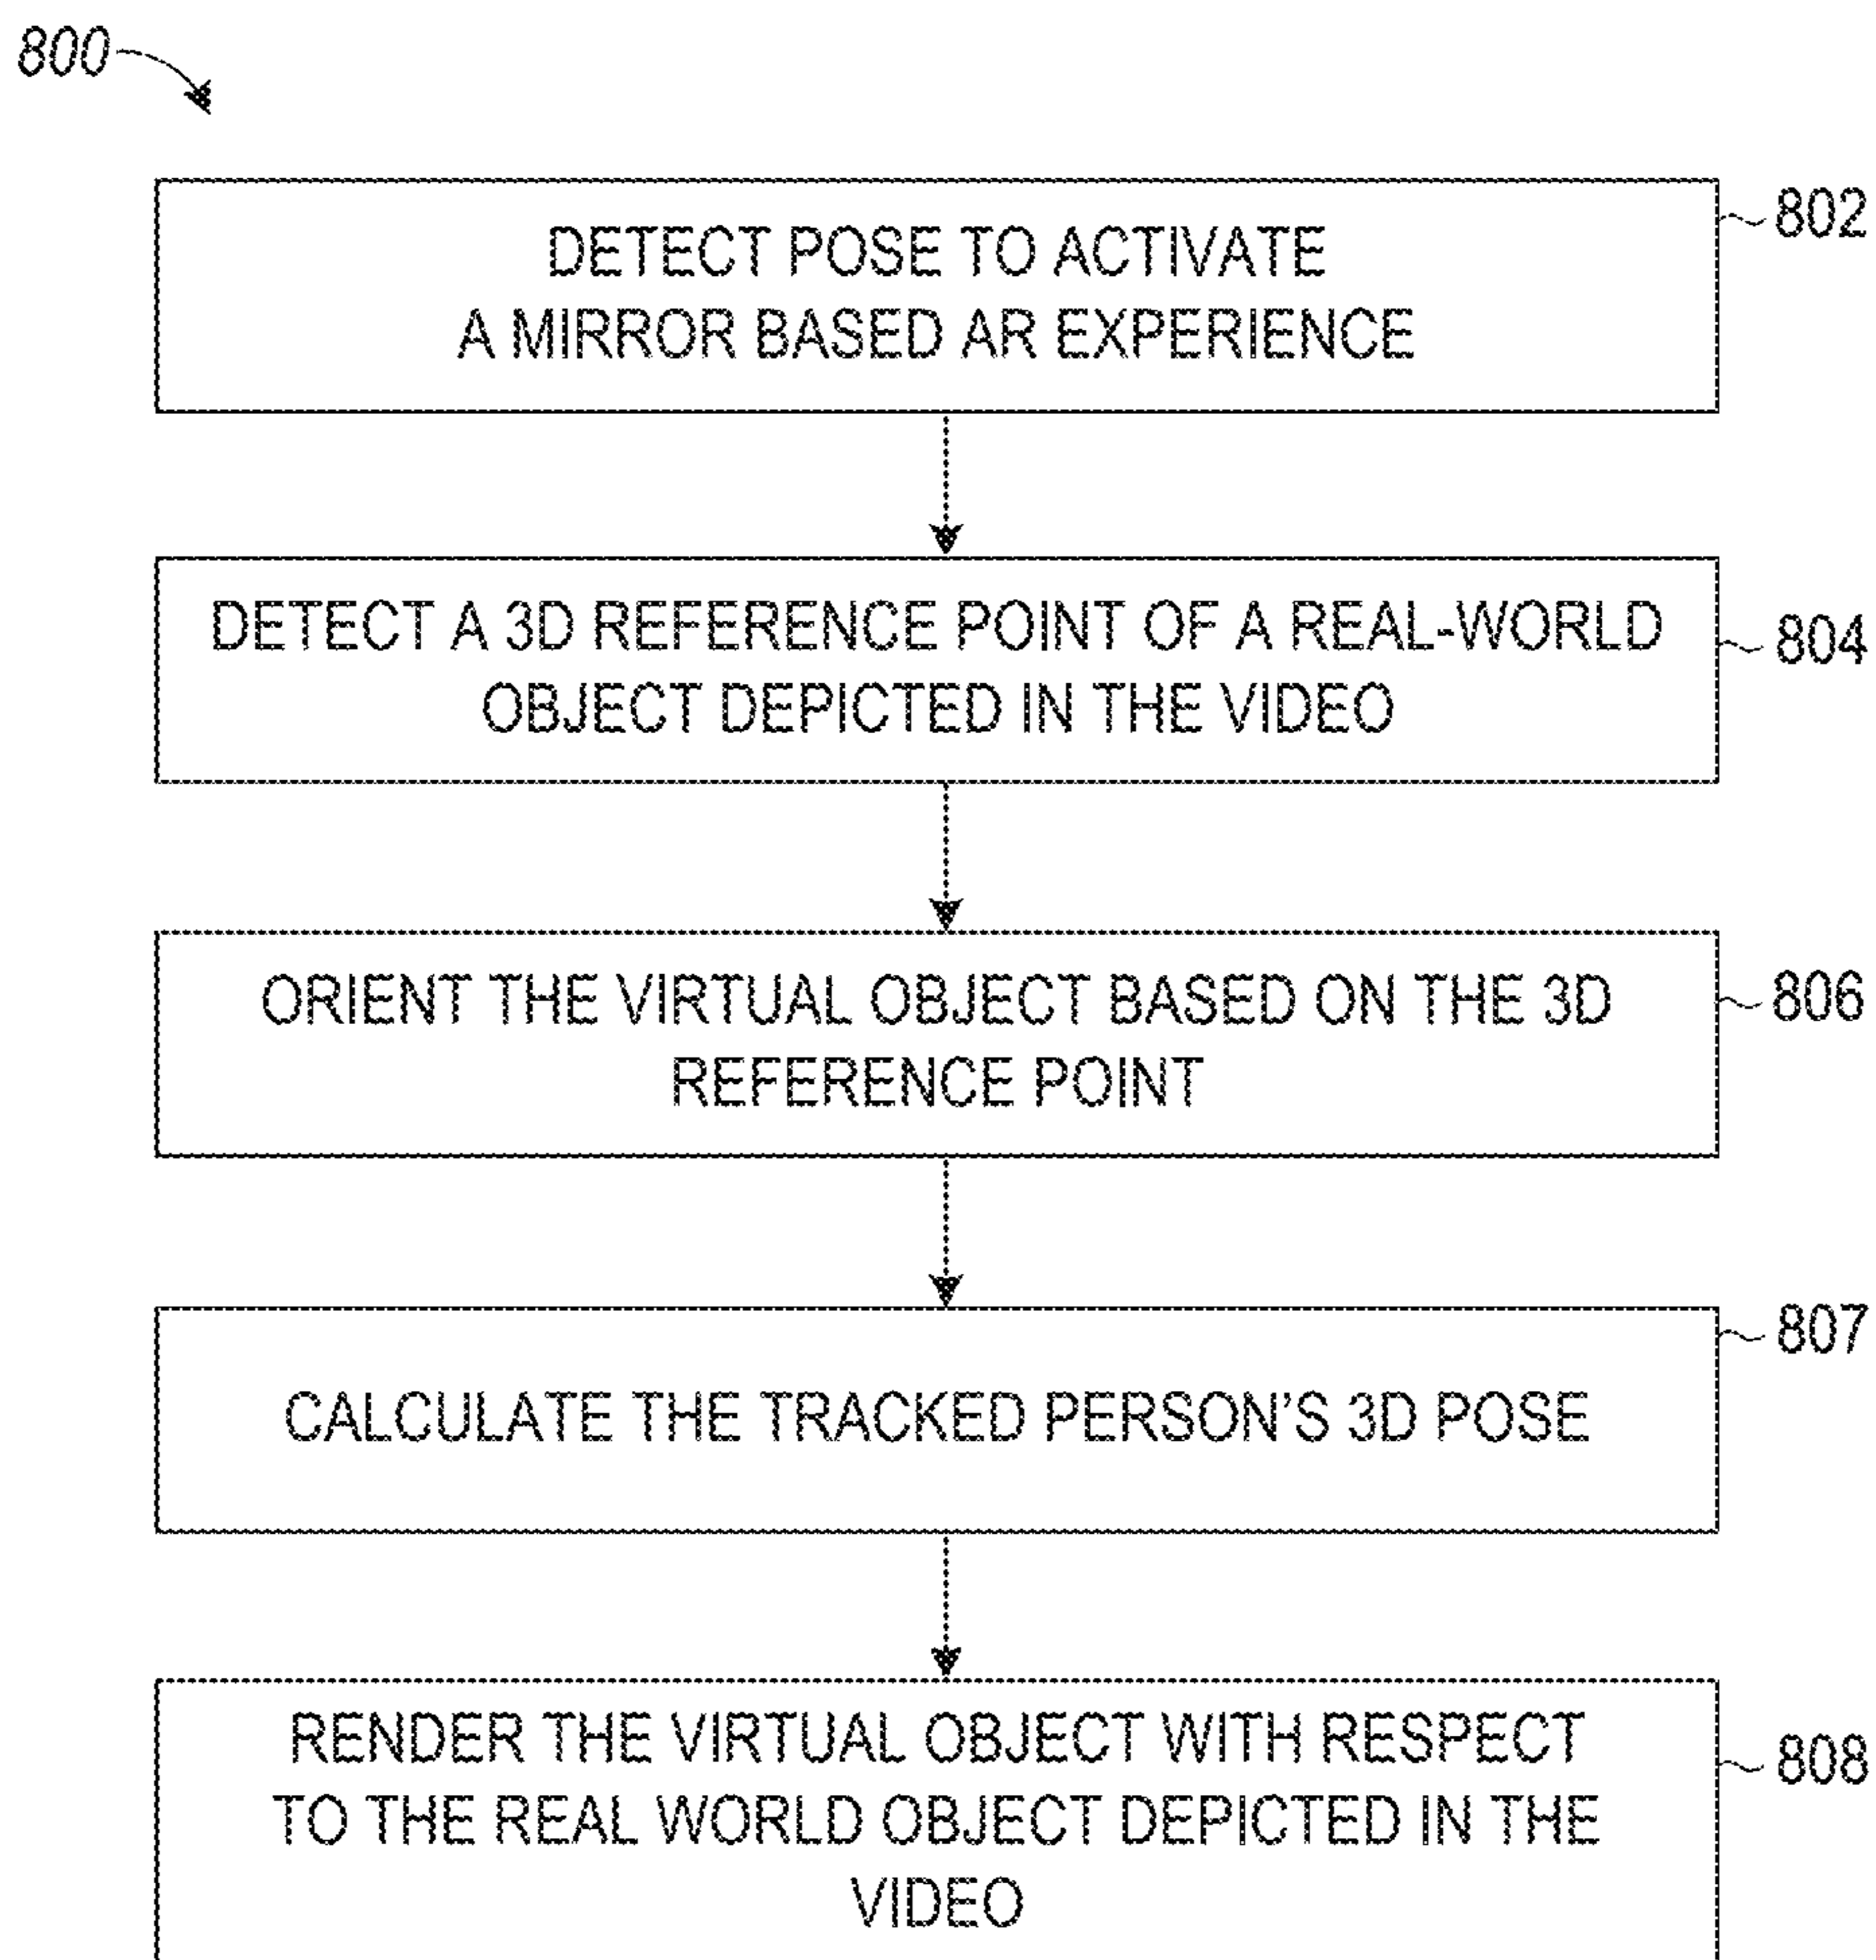 800
802
DETECT POSE TO ACTIVATE
A MIRROR BASED AR EXPERIENCE
804
DETECT A 3D REFERENCE POINT OF A REAL-WORLD
OBJECT DEPICTED IN THE VIDEO
806
ORIENT THE VIRTUAL OBJECT BASED ON THE 3D
REFERENCE POINT
807
CALCULATE THE TRACKED PERSON'S 3D POSE
808
RENDER THE VIRTUAL OBJECT WITH RESPECT
TO THE REAL WORLD OBJECT DEPICTED IN THE
VIDEO